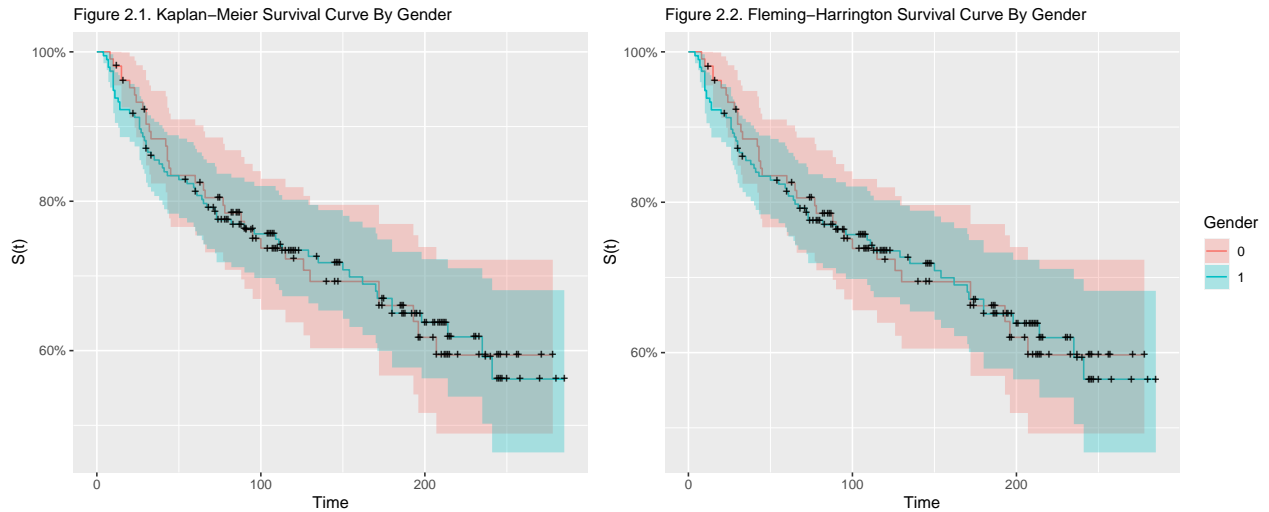 Figure 2.1. Kaplan−Meier Survival Curve By Gender
100%
80%
60%
S(t)
0
100
200
Time
Figure 2.2. Fleming−Harrington Survival Curve By Gender
100%
80%
60%
S(t)
0
100
200
Time
Gender
0
1